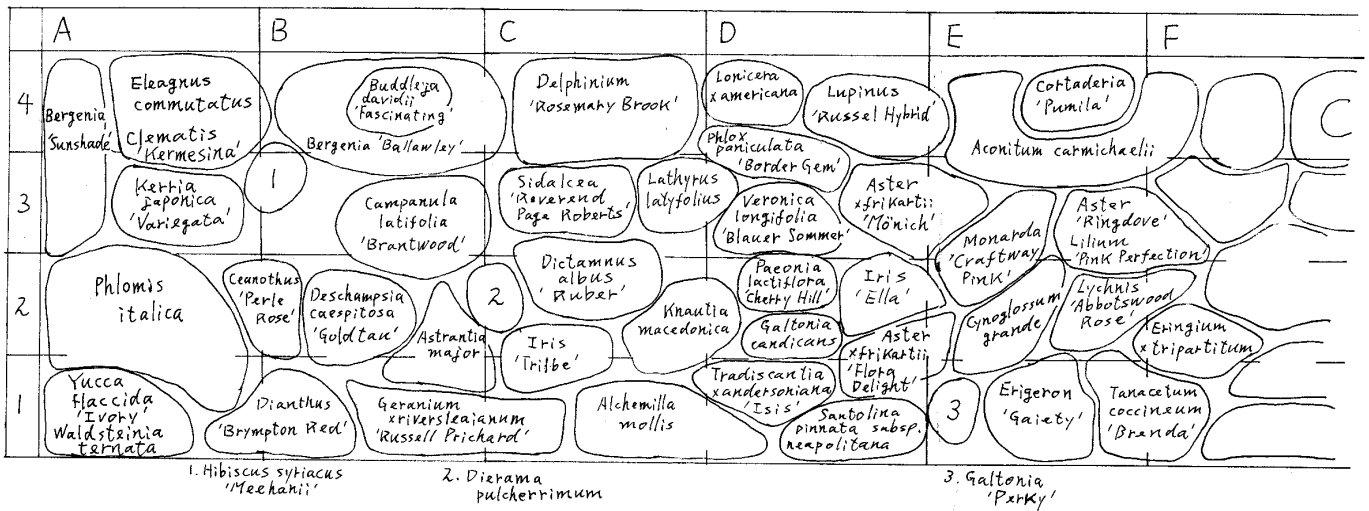 A B C D E F
4
Eleagnus
commutatus
Clematis
'Kermesina'
Bergenia
'Sunshade'
Buddleja
davidii
'Fascinating'
Bergenia 'Ballawley'
Delphinium
'Rosemary Brook'
Lonicera
x americana
Lupinus
'Russel Hybrid'
Phlox
paniculata
'Border Gem'
Cortaderia
'Pumila'
Aconitum carmichaelii
3
Kerria
japonica
'Variegata'
1
Campanula
latifolia
'Brantwood'
Sidalcea
'Reverend
Page Roberts'
Lathyrus
latyfolius
Veronica
longifolia
'Blauer Sommer'
Aster
xfrikartii
'Mönich'
Monarda
'Craftway
Pink'
Aster
'Ringdove'
Lilium
'Pink Perfection'
2
Phlomis
italica
Ceanothus
'Perle
Rose'
Deschampsia
caespitosa
'Goldtau'
Astrantia
major
2
Dictamnus
albus
'Ruber'
Iris
'Trilbe'
Knautia
macedonica
Paeonia
lactiflora
'Cherry Hill'
Galtonia
candicans
Iris
'Ella'
Cynoglossum
grande
Lychnis
'Abbotswood
Rose'
Eringium
x tripartitum
1
Yucca
flaccida
'Ivory'
Waldsteinia
ternata
Dianthus
'Brympton Red'
Geranium
xriversleaianum
'Russell Prichard'
Alchemilla
mollis
Tradiscantia
xandersoniana
'Isis'
Aster
xfrikartii
'Flora
Delight'
Santolina
pinnata subsp.
neapolitana
3
Erigeron
'Gaiety'
Tanacetum
coccineum
'Brenda'
1. Hibiscus syriacus
'Meehanii'
2. Dierama
pulcherrimum
3. Galtonia
'Perky'